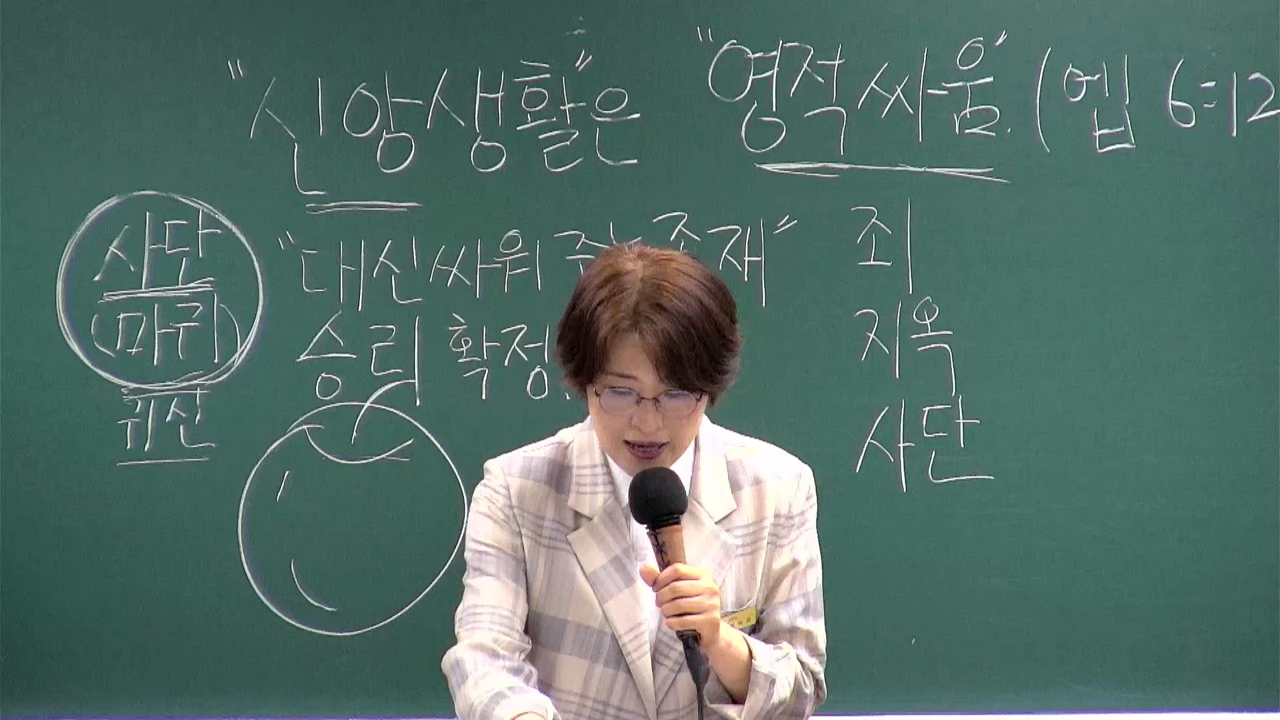 "신앙생활"은 "영적싸움" (엡 6:12
사단
(마귀)
귀신
"대신싸워 주는 존재"
승리 확정.
죄
지옥
사단